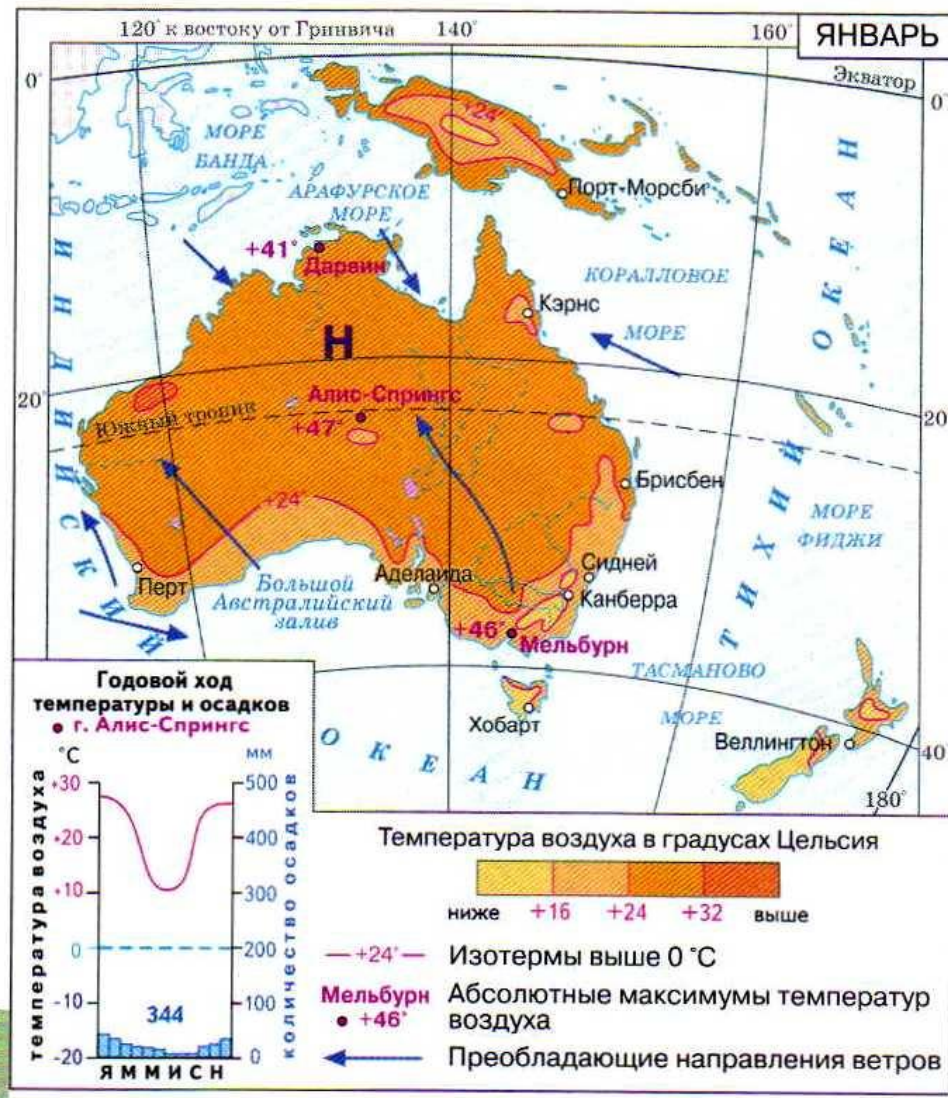 120° к востоку от Гринвича
140°
160°
ЯНВАРЬ
0°
Экватор
0°
+24°
МОРЕ
БАНДА
АРАФУРСКОЕ
МОРЕ
Порт-Морсби
+41°
Дарвин
КОРАЛЛОВОЕ
МОРЕ
Кэрнс
Н
20°
Алис-Спрингс
+47°
Южный тропик
20°
ИНДИЙСКИЙ
ТИХИЙ ОКЕАН
+24°
Брисбен
МОРЕ
ФИДЖИ
Перт
Большой
Австралийский
залив
Аделаида
Сидней
Канберра
+46°
Мельбурн
ТАСМАНОВО
МОРЕ
Хобарт
Веллингтон
40°
180°
ОКЕАН
Годовой ход
температуры и осадков
г. Алис-Спрингс
°C
мм
температура воздуха
количество осадков
+30
500
+20
400
+10
300
0
200
-10
100
-20
0
344
Я М М И С Н
Температура воздуха в градусах Цельсия
ниже +16 +24 +32 выше
+24° Изотермы выше 0 °C
Мельбурн Абсолютные максимумы температур
+46° воздуха
Преобладающие направления ветров